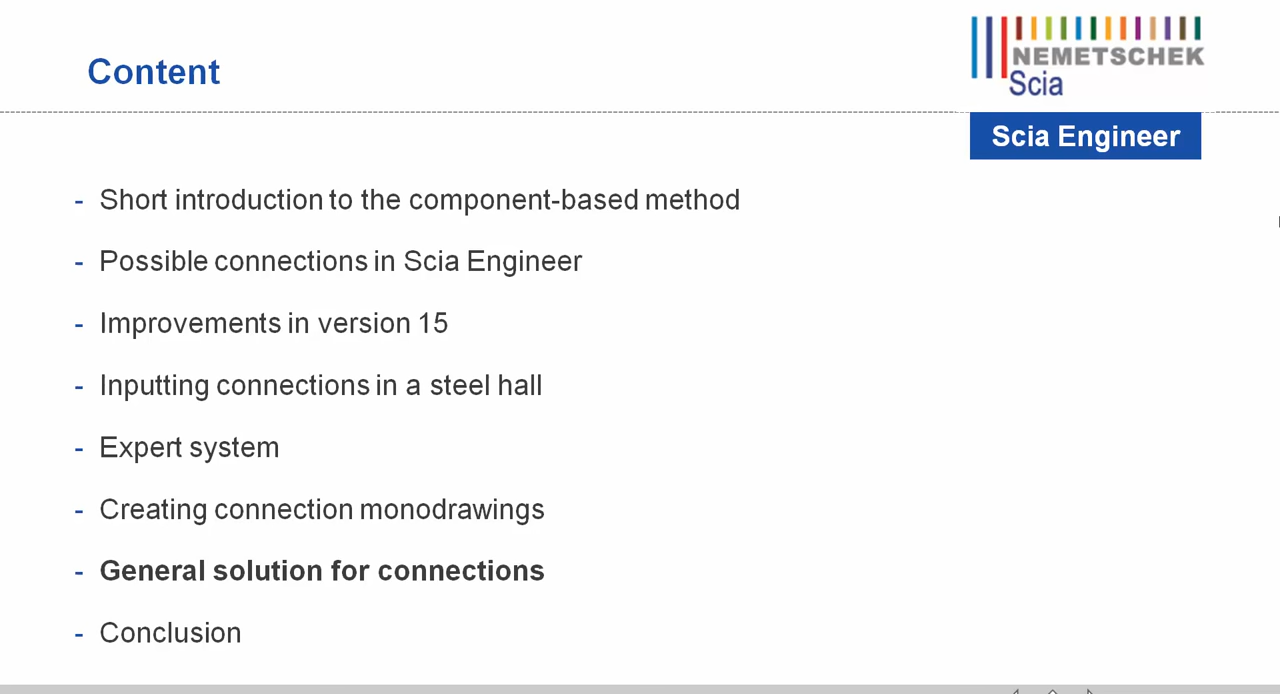 Content
NEMETSCHEK
Scia
Scia Engineer
- Short introduction to the component-based method
- Possible connections in Scia Engineer
- Improvements in version 15
- Inputting connections in a steel hall
- Expert system
- Creating connection monodrawings
- General solution for connections
- Conclusion